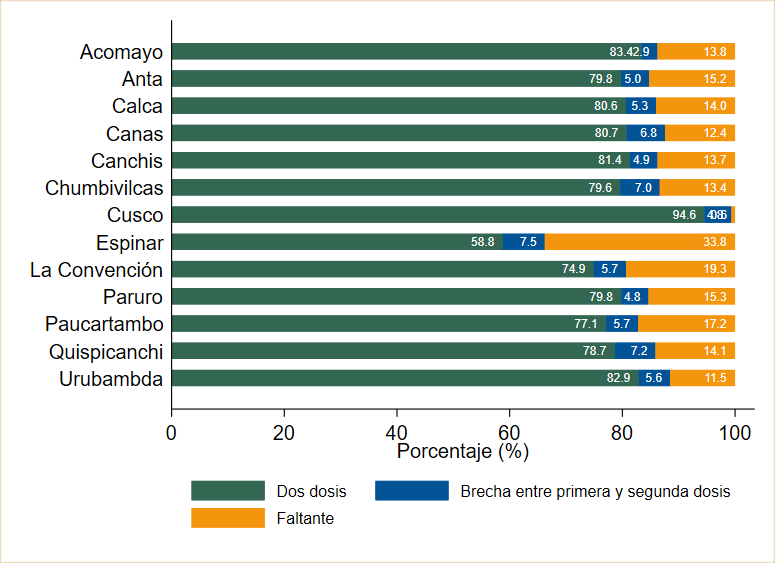 Acomayo 83.4 2.9 13.8
Anta 79.8 5.0 15.2
Calca 80.6 5.3 14.0
Canas 80.7 6.8 12.4
Canchis 81.4 4.9 13.7
Chumbivilcas 79.6 7.0 13.4
Cusco 94.6 4.8 0.6
Espinar 58.8 7.5 33.8
La Convención 74.9 5.7 19.3
Paruro 79.8 4.8 15.3
Paucartambo 77.1 5.7 17.2
Quispicanchi 78.7 7.2 14.1
Urubambda 82.9 5.6 11.5
0 20 40 60 80 100
Porcentaje (%)
Dos dosis Brecha entre primera y segunda dosis
Faltante